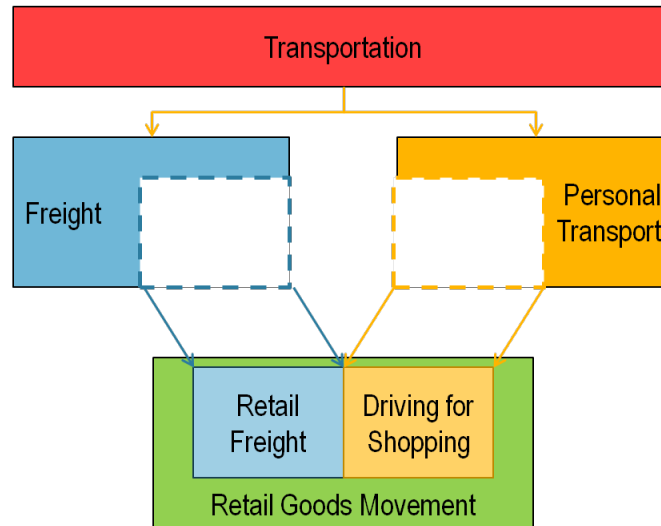 Transportation
Freight
Personal
Transport
Retail
Freight
Driving for
Shopping
Retail Goods Movement